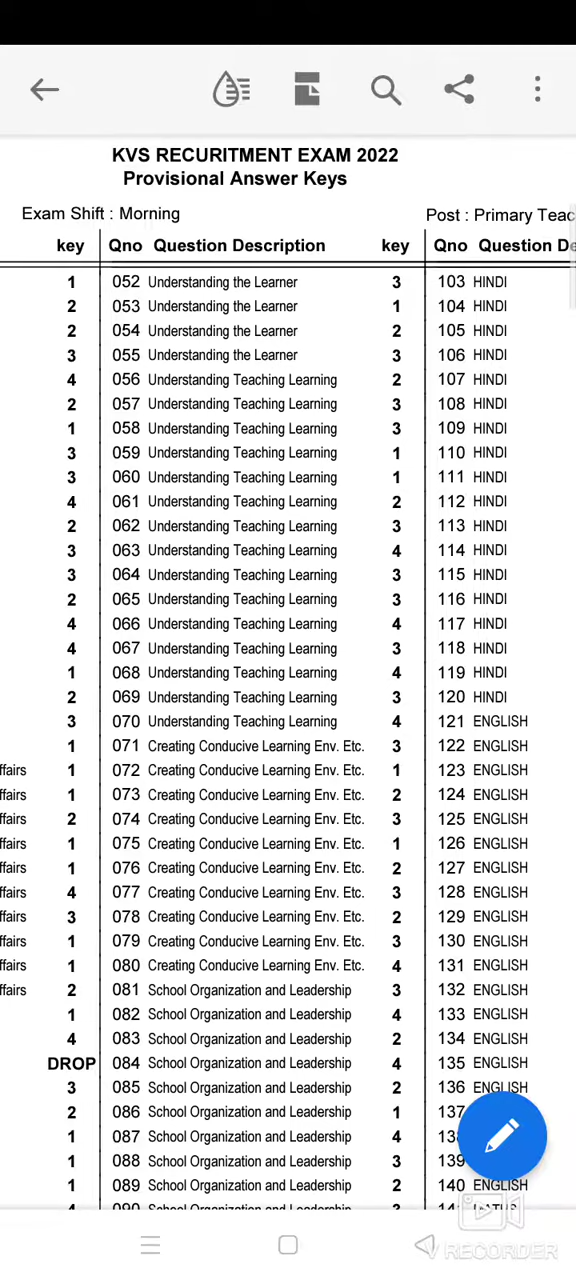 KVS RECURITMENT EXAM 2022
Provisional Answer Keys
Exam Shift : Morning Post : Primary Teac
key Qno Question Description key Qno Question De
1 052 Understanding the Learner 3 103 HINDI
2 053 Understanding the Learner 1 104 HINDI
2 054 Understanding the Learner 2 105 HINDI
3 055 Understanding the Learner 3 106 HINDI
4 056 Understanding Teaching Learning 2 107 HINDI
2 057 Understanding Teaching Learning 3 108 HINDI
1 058 Understanding Teaching Learning 3 109 HINDI
3 059 Understanding Teaching Learning 1 110 HINDI
3 060 Understanding Teaching Learning 1 111 HINDI
4 061 Understanding Teaching Learning 2 112 HINDI
2 062 Understanding Teaching Learning 3 113 HINDI
3 063 Understanding Teaching Learning 4 114 HINDI
3 064 Understanding Teaching Learning 3 115 HINDI
2 065 Understanding Teaching Learning 3 116 HINDI
4 066 Understanding Teaching Learning 4 117 HINDI
4 067 Understanding Teaching Learning 3 118 HINDI
1 068 Understanding Teaching Learning 4 119 HINDI
2 069 Understanding Teaching Learning 3 120 HINDI
3 070 Understanding Teaching Learning 4 121 ENGLISH
1 071 Creating Conducive Learning Env. Etc. 3 122 ENGLISH
ffairs 1 072 Creating Conducive Learning Env. Etc. 1 123 ENGLISH
ffairs 1 073 Creating Conducive Learning Env. Etc. 2 124 ENGLISH
ffairs 2 074 Creating Conducive Learning Env. Etc. 3 125 ENGLISH
ffairs 1 075 Creating Conducive Learning Env. Etc. 1 126 ENGLISH
ffairs 1 076 Creating Conducive Learning Env. Etc. 2 127 ENGLISH
ffairs 4 077 Creating Conducive Learning Env. Etc. 3 128 ENGLISH
ffairs 3 078 Creating Conducive Learning Env. Etc. 2 129 ENGLISH
ffairs 1 079 Creating Conducive Learning Env. Etc. 3 130 ENGLISH
ffairs 1 080 Creating Conducive Learning Env. Etc. 4 131 ENGLISH
ffairs 2 081 School Organization and Leadership 3 132 ENGLISH
1 082 School Organization and Leadership 4 133 ENGLISH
4 083 School Organization and Leadership 2 134 ENGLISH
DROP 084 School Organization and Leadership 4 135 ENGLISH
3 085 School Organization and Leadership 2 136 ENGLISH
2 086 School Organization and Leadership 1 137
1 087 School Organization and Leadership 4
1 088 School Organization and Leadership 3 139
1 089 School Organization and Leadership 2 140 ENGLISH
090 School Organization and Leadership
RECORDER